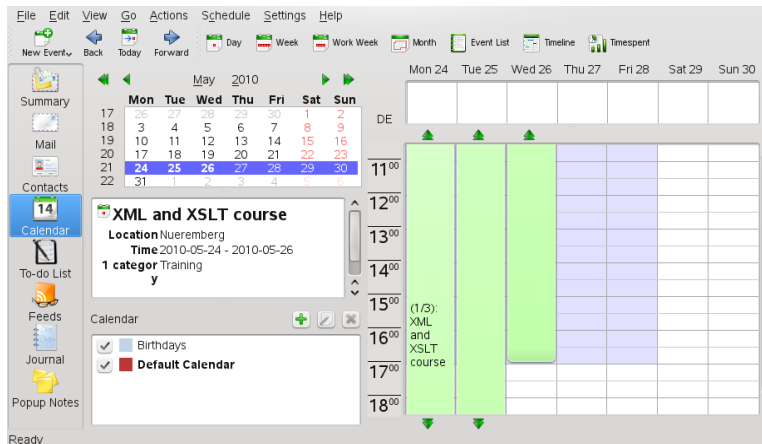 File Edit View Go Actions Schedule Settings Help
New Event Back Today Forward Day Week Work Week Month Event List Timeline Timespent
Summary
Mail
Contacts
14
Calendar
To-do List
Feeds
Journal
Popup Notes
May 2010
Mon Tue Wed Thu Fri Sat Sun
17 26 27 28 29 30 1 2
18 3 4 5 6 7 8 9
19 10 11 12 13 14 15 16
20 17 18 19 20 21 22 23
21 24 25 26 27 28 29 30
22 31 1 2 3 4 5 6
XML and XSLT course
Location Nueremberg
Time 2010-05-24 - 2010-05-26
1 categor Training
y
Calendar
Birthdays
Default Calendar
Mon 24 Tue 25 Wed 26 Thu 27 Fri 28 Sat 29 Sun 30
DE
11 00
12 00
13 00
14 00
15 00
16 00
17 00
18 00
(1/3):
XML
and
XSLT
course
Ready